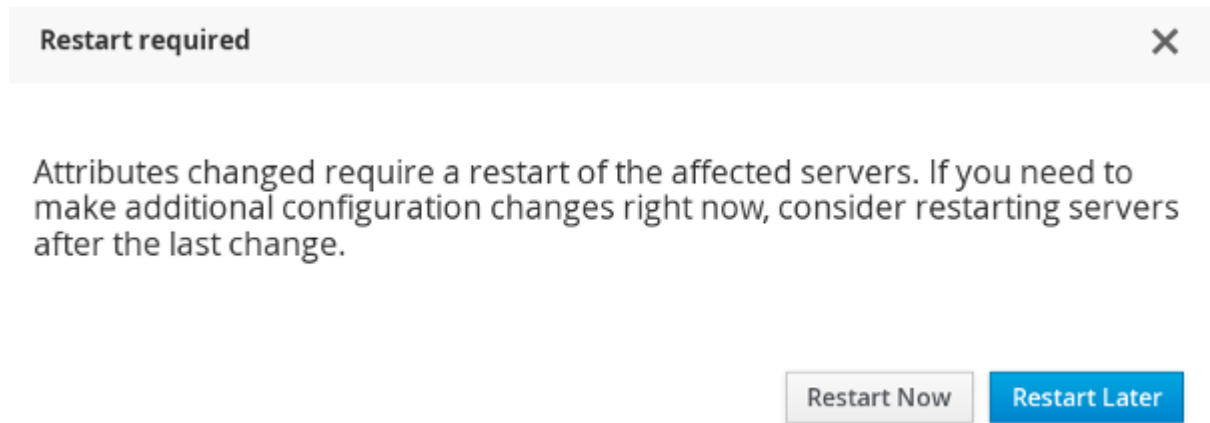 Restart required
Attributes changed require a restart of the affected servers. If you need to
make additional configuration changes right now, consider restarting servers
after the last change.
Restart Now
Restart Later